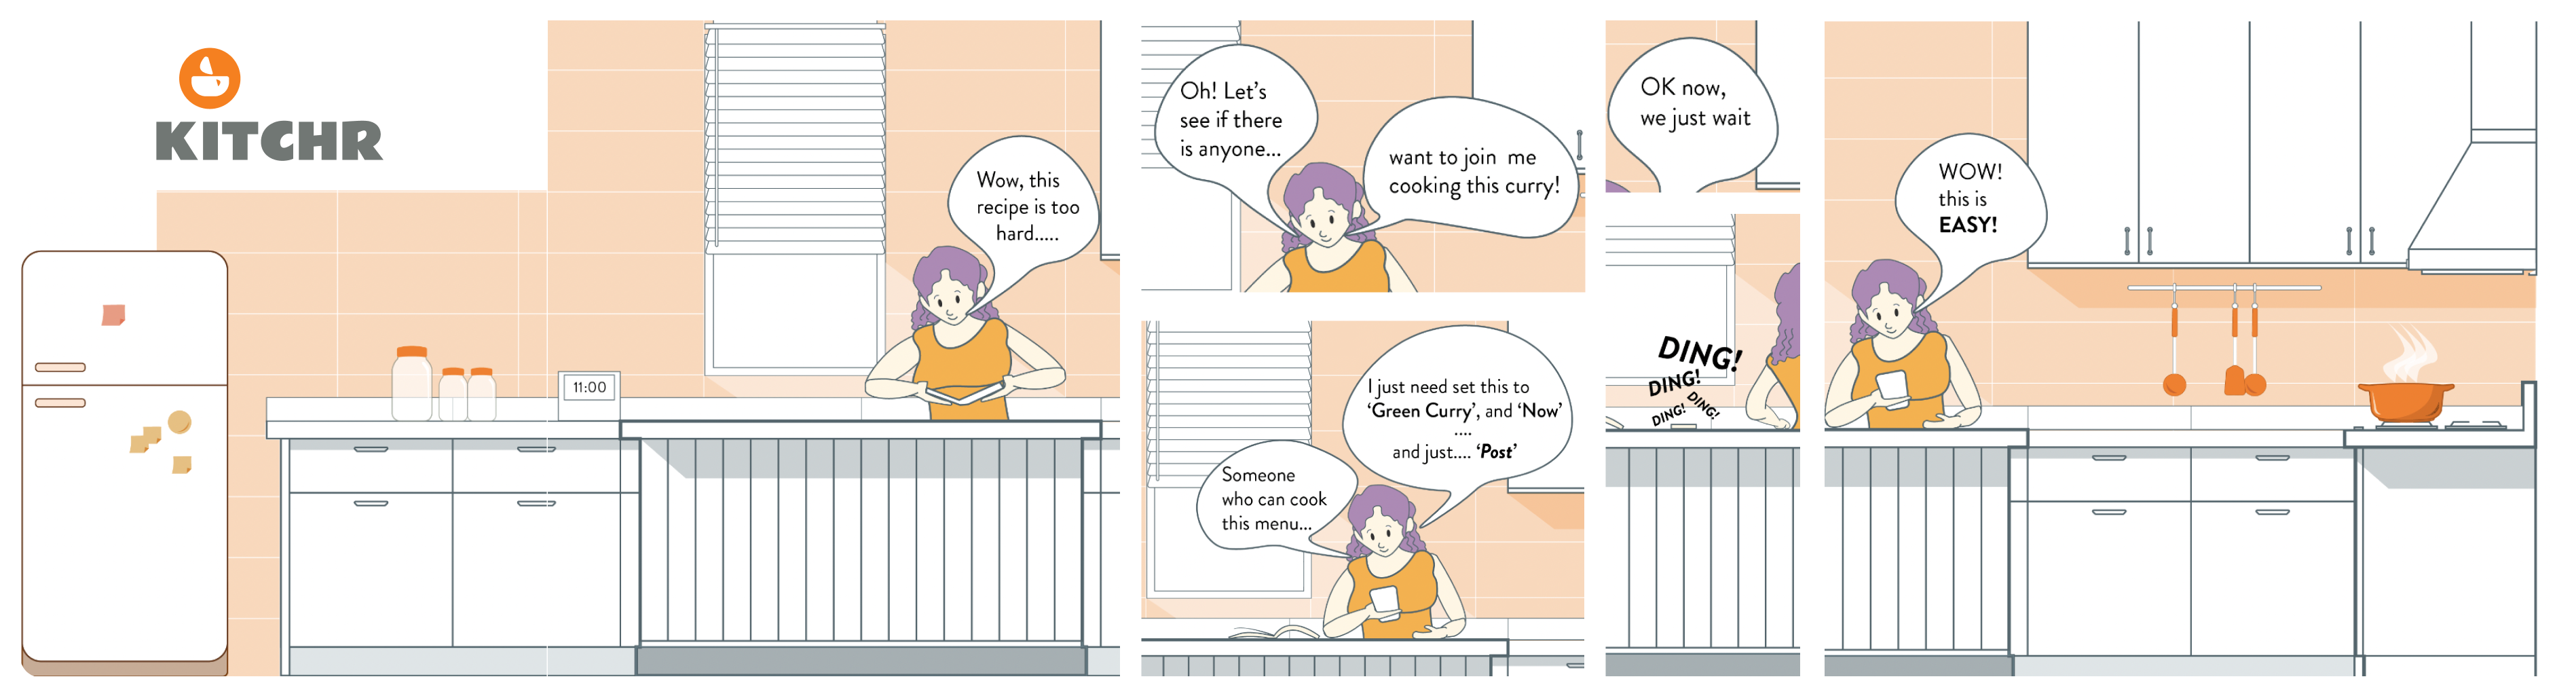 KITCHR
Wow, this
recipe is too
hard.....
11:00
Oh! Let's
see if there
is anyone...
want to join me
cooking this curry!
I just need set this to
'Green Curry', and 'Now'
....
and just.... 'Post'
Someone
who can cook
this menu...
OK now,
we just wait
DING!
DING!
DING!
DING!
WOW!
this is
EASY!